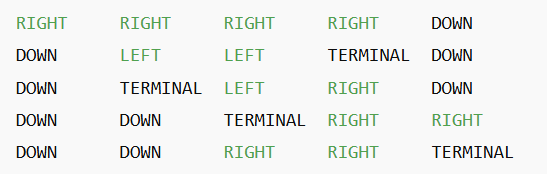 RIGHT RIGHT RIGHT RIGHT DOWN
DOWN LEFT LEFT TERMINAL DOWN
DOWN TERMINAL LEFT RIGHT DOWN
DOWN DOWN TERMINAL RIGHT RIGHT
DOWN DOWN RIGHT RIGHT TERMINAL